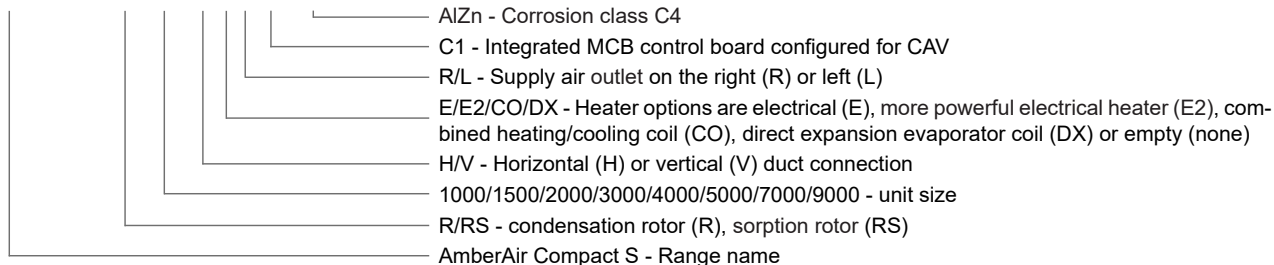 AlZn - Corrosion class C4
C1 - Integrated MCB control board configured for CAV
R/L - Supply air outlet on the right (R) or left (L)
E/E2/CO/DX - Heater options are electrical (E), more powerful electrical heater (E2), com-
bined heating/cooling coil (CO), direct expansion evaporator coil (DX) or empty (none)
H/V - Horizontal (H) or vertical (V) duct connection
1000/1500/2000/3000/4000/5000/7000/9000 - unit size
R/RS - condensation rotor (R), sorption rotor (RS)
AmberAir Compact S - Range name